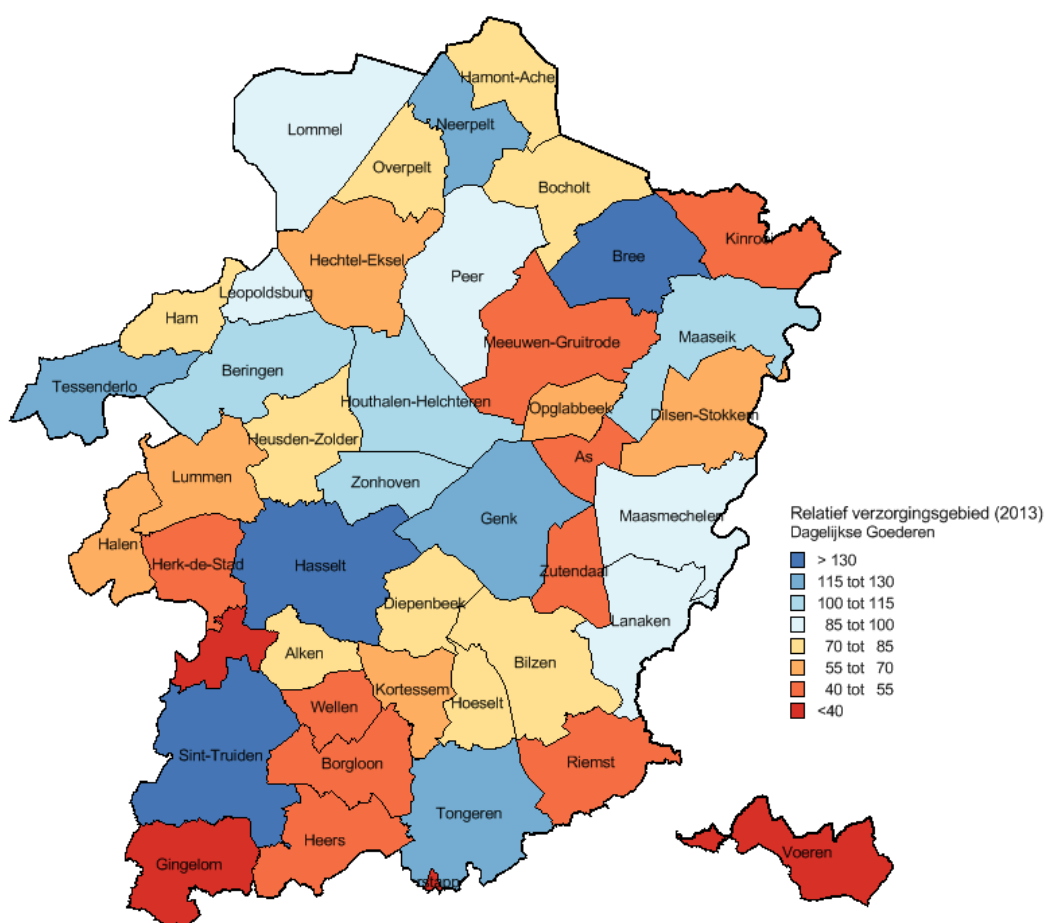 Hamont-Ache
Lommel
Neerpelt
Overpelt
Bocholt
Kinrooi
Bree
Hechtel-Eksel
Peer
Leopoldsburg
Ham
Maaseik
Meeuwen-Gruitrode
Beringen
Tessenderlo
Houthalen-Helchteren
Opglabbeek
Dilsen-Stokkem
Heusden-Zolder
As
Lummen
Zonhoven
Maasmechelen
Genk
Halen
Herk-de-Stad
Hasselt
Zutendaal
Diepenbeek
Lanaken
Alken
Bilzen
Kortessem
Hoeselt
Wellen
Sint-Truiden
Borgloon
Riemst
Tongeren
Heers
Voeren
Gingelom
erstapp
Relatief verzorgingsgebied (2013)
Dagelijkse Goederen
> 130
115 tot 130
100 tot 115
85 tot 100
70 tot 85
55 tot 70
40 tot 55
<40